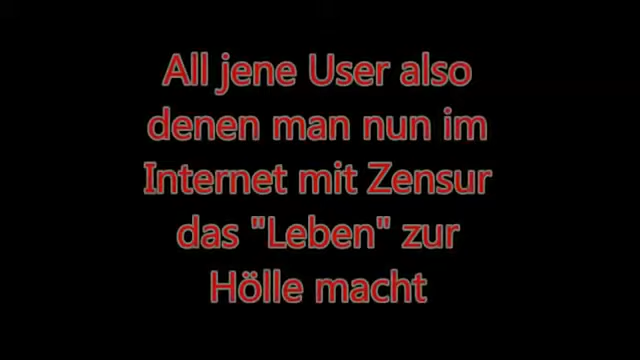 All jene User also
denen man nun im
Internet mit Zensur
das "Leben" zur
Hölle macht